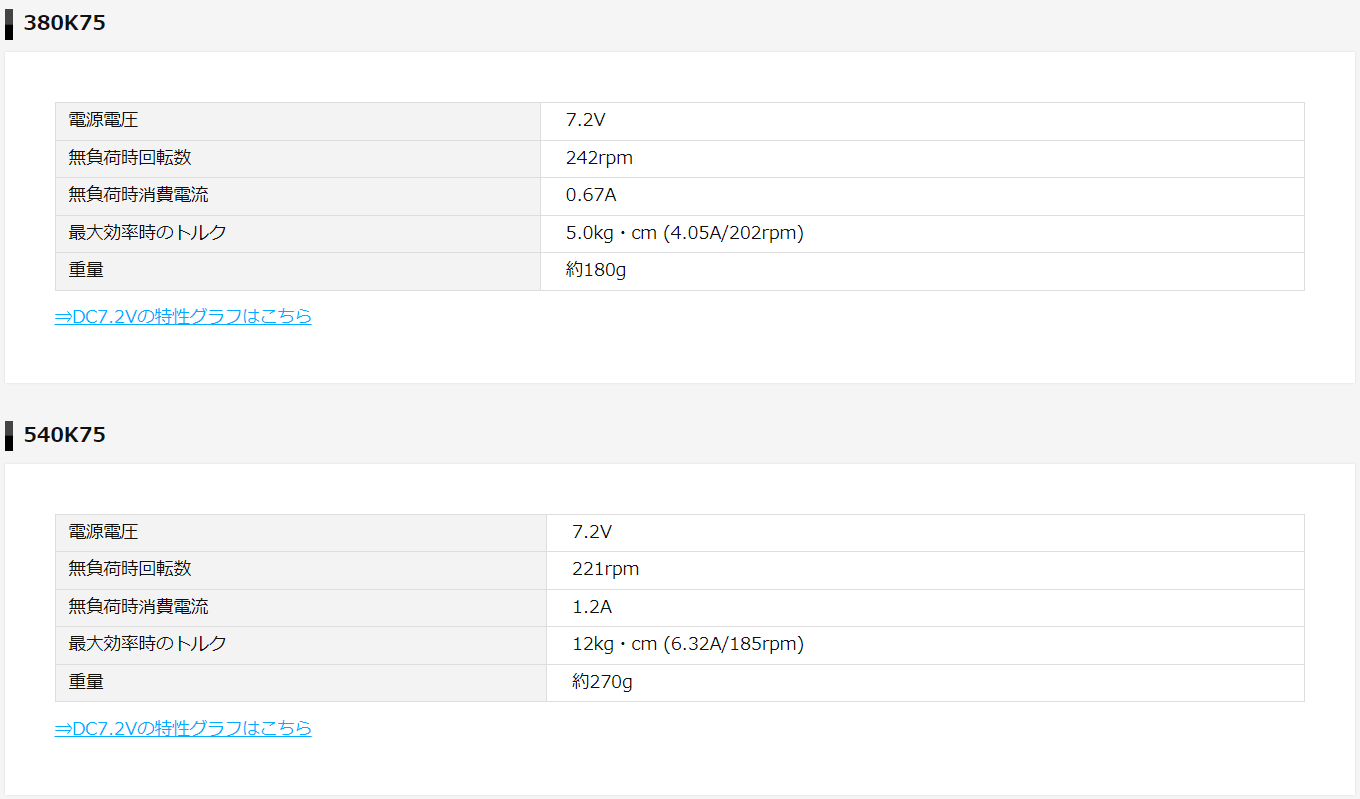 380K75
電源電圧 7.2V
無負荷時回転数 242rpm
無負荷時消費電流 0.67A
最大効率時のトルク 5.0kg・cm (4.05A/202rpm)
重量 約180g
⇒DC7.2Vの特性グラフはこちら
540K75
電源電圧 7.2V
無負荷時回転数 221rpm
無負荷時消費電流 1.2A
最大効率時のトルク 12kg・cm (6.32A/185rpm)
重量 約270g
⇒DC7.2Vの特性グラフはこちら